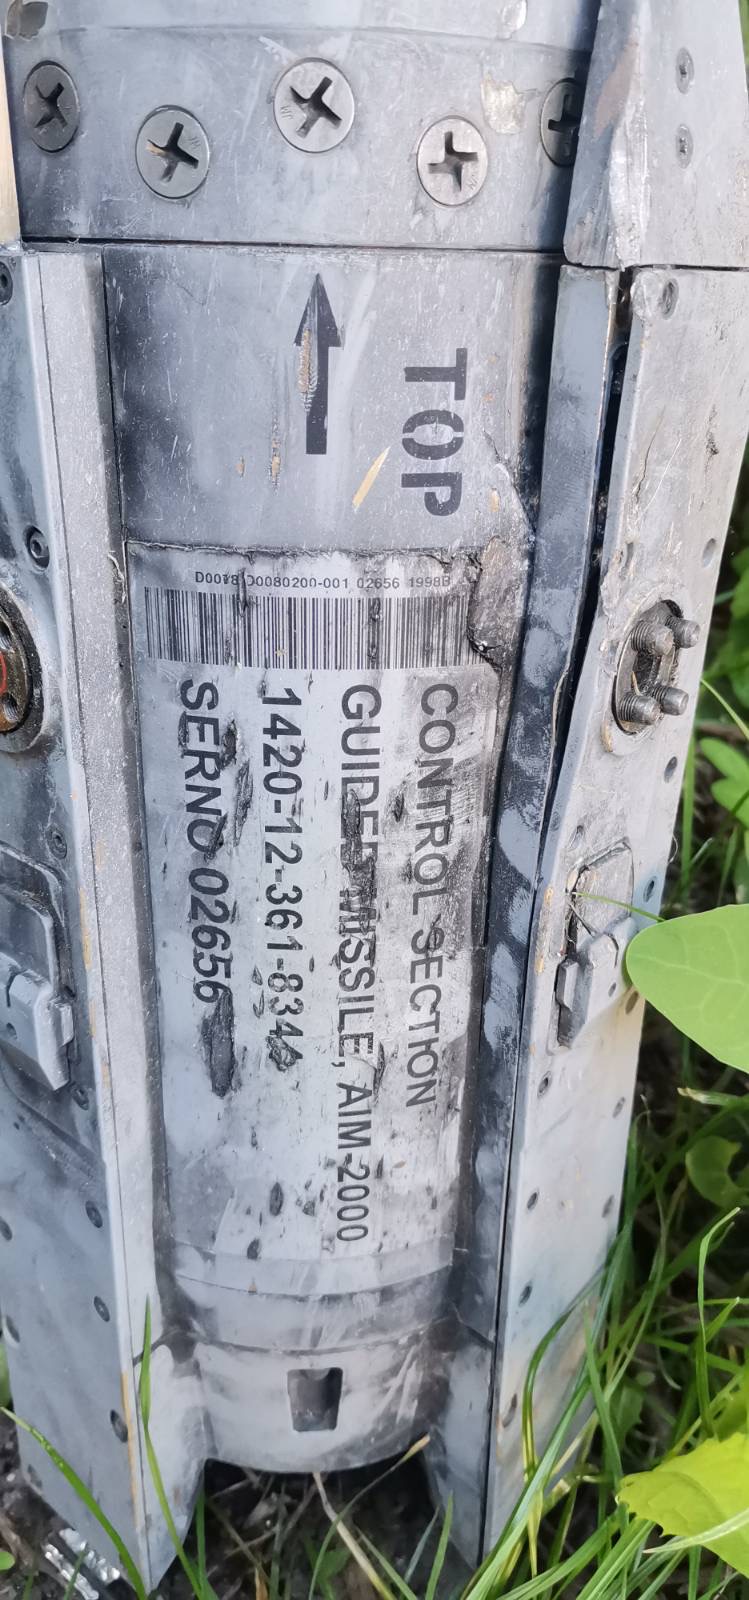 TOP
D0018 D0080200-001 02656 1998B
CONTROL SECTION
GUIDED MISSILE, AIM-2000
1420-12-361-8344
SERNO 02656